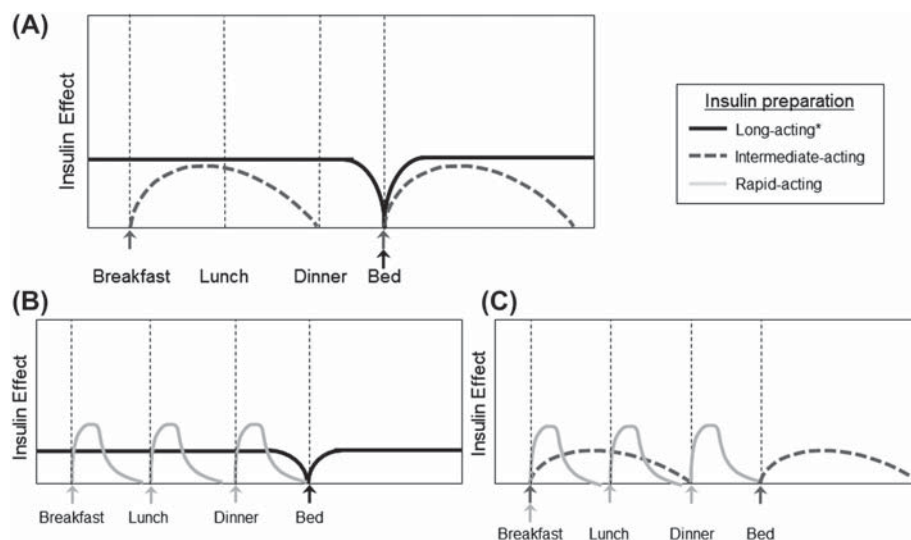 (A)
Insulin Effect
Breakfast Lunch Dinner Bed
Insulin preparation
Long-acting*
Intermediate-acting
Rapid-acting
(B)
Insulin Effect
Breakfast Lunch Dinner Bed
(C)
Insulin Effect
Breakfast Lunch Dinner Bed